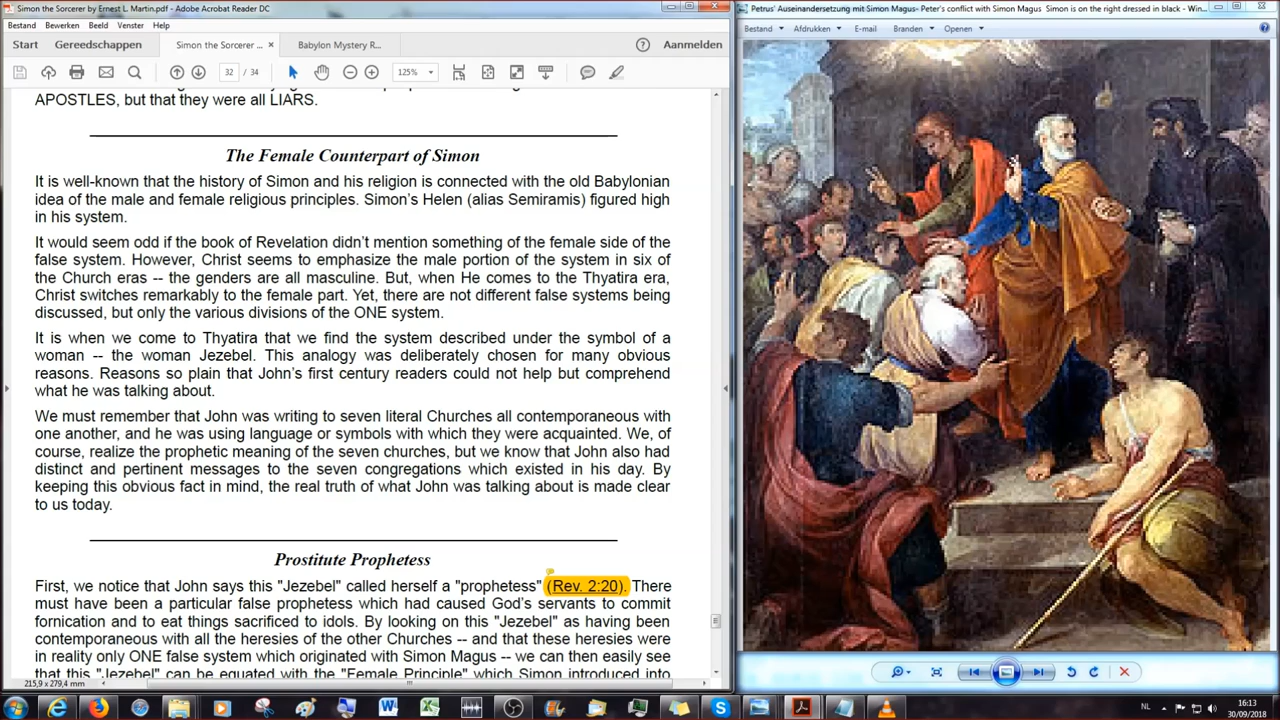 Simon the Sorcerer by Ernest L. Martin.pdf - Adobe Acrobat Reader DC
Bestand Bewerken Beeld Venster Help
Start Gereedschappen Simon the Sorcerer ... × Babylon Mystery R... Aanmelden
32 / 34 125%
APOSTLES, but that they were all LIARS.
The Female Counterpart of Simon
It is well-known that the history of Simon and his religion is connected with the old Babylonian
idea of the male and female religious principles. Simon's Helen (alias Semiramis) figured high
in his system.
It would seem odd if the book of Revelation didn't mention something of the female side of the
false system. However, Christ seems to emphasize the male portion of the system in six of
the Church eras -- the genders are all masculine. But, when He comes to the Thyatira era,
Christ switches remarkably to the female part. Yet, there are not different false systems being
discussed, but only the various divisions of the ONE system.
It is when we come to Thyatira that we find the system described under the symbol of a
woman -- the woman Jezebel. This analogy was deliberately chosen for many obvious
reasons. Reasons so plain that John's first century readers could not help but comprehend
what he was talking about.
We must remember that John was writing to seven literal Churches all contemporaneous with
one another, and he was using language or symbols with which they were acquainted. We, of
course, realize the prophetic meaning of the seven churches, but we know that John also had
distinct and pertinent messages to the seven congregations which existed in his day. By
keeping this obvious fact in mind, the real truth of what John was talking about is made clear
to us today.
Prostitute Prophetess
First, we notice that John says this "Jezebel" called herself a "prophetess" (Rev. 2:20). There
must have been a particular false prophetess which had caused God's servants to commit
fornication and to eat things sacrificed to idols. By looking on this "Jezebel" as having been
contemporaneous with all the heresies of the other Churches -- and that these heresies were
in reality only ONE false system which originated with Simon Magus -- we can then easily see
that this "Jezebel" can be equated with the "Female Principle" which Simon introduced into
215,9 x 279,4 mm
Petrus' Auseinandersetzung mit Simon Magus- Peter's conflict with Simon Magus Simon is on the right dressed in black - Win...
Bestand Afdrukken E-mail Branden Openen
NL
16:13
30/09/2018